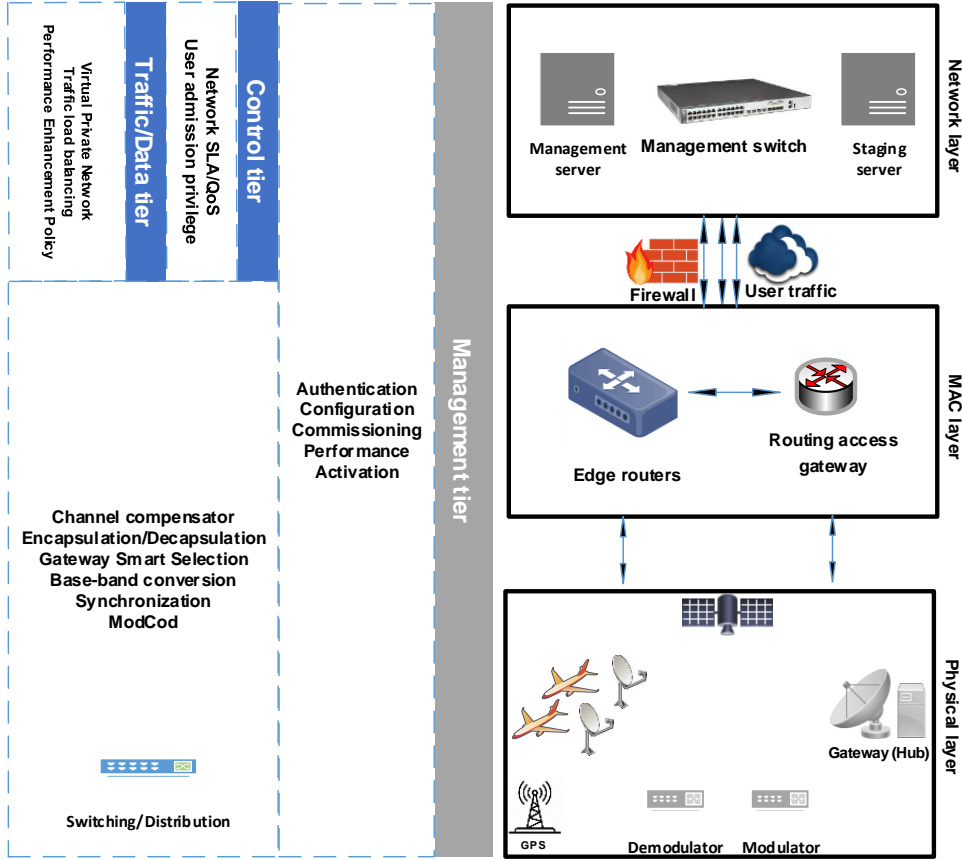 Virtual Private Network
Traffic load balancing
Performance Enhancement Policy
Traffic/Data tier
Network SLA/QoS
User admission privilege
Control tier
Authentication
Configuration
Commissioning
Performance
Activation
Management tier
Channel compensator
Encapsulation/Decapsulation
Gateway Smart Selection
Base-band conversion
Synchronization
ModCod
Switching/Distribution
Management
server
Management switch
Staging
server
Network layer
Firewall
User traffic
Edge routers
Routing access
gateway
MAC layer
Gateway (Hub)
GPS
Demodulator
Modulator
Physical layer